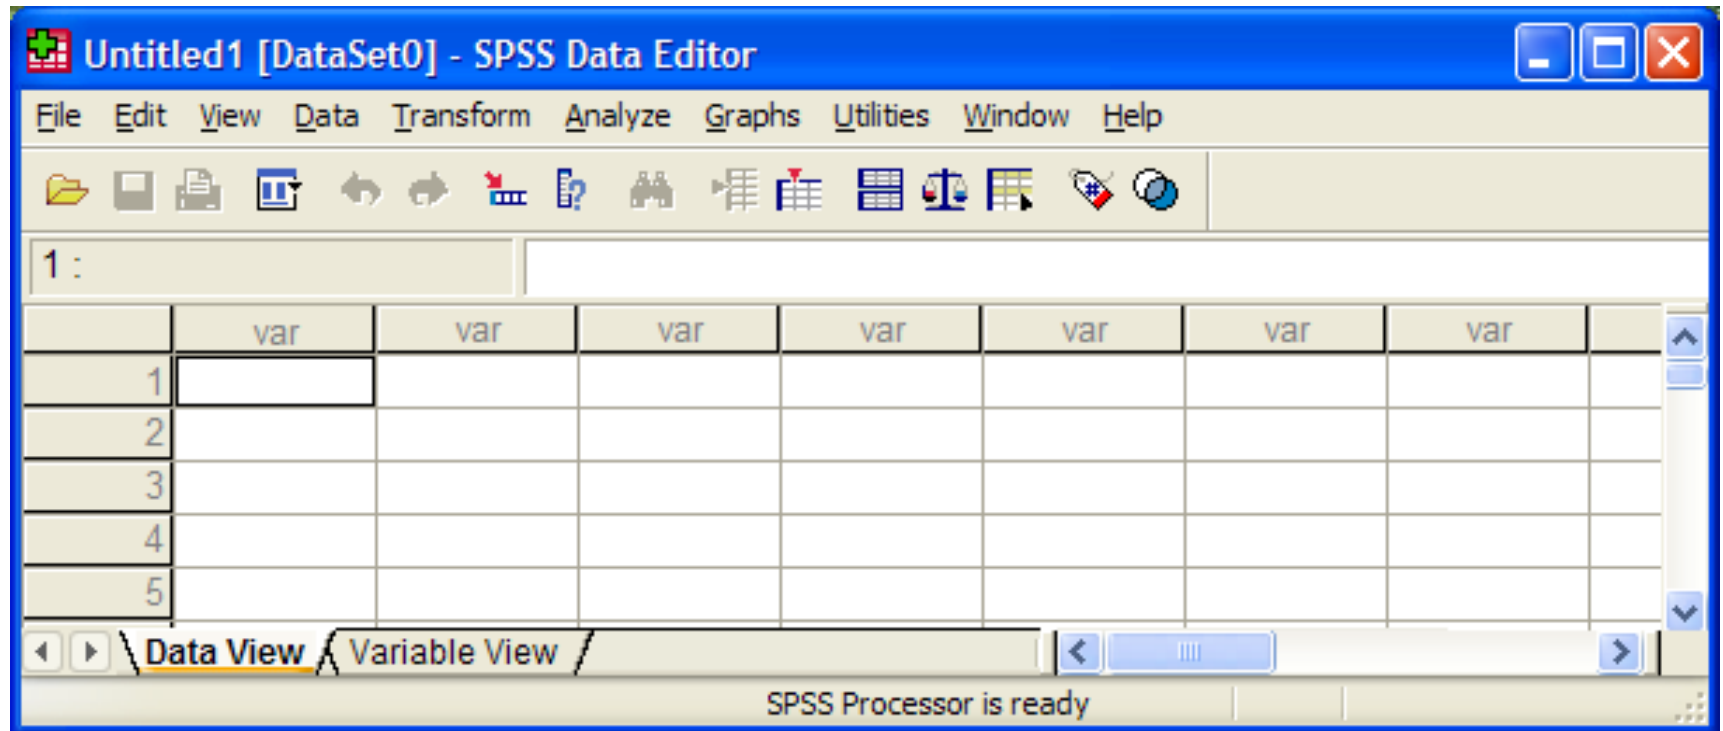 Untitled1 [DataSet0] - SPSS Data Editor
File Edit View Data Transform Analyze Graphs Utilities Window Help
1 :
var var var var var var var
1
2
3
4
5
Data View Variable View
SPSS Processor is ready